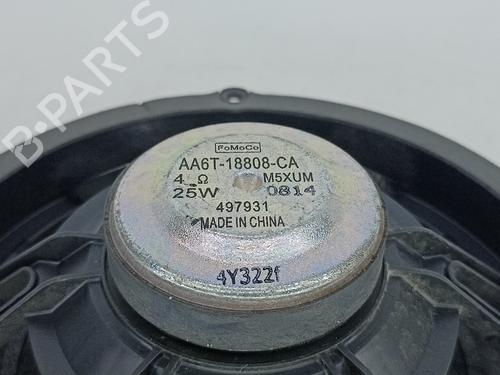 FoMoCo
AA6T-18808-CA
4 Ω M5XUM
25W 0814
497931
MADE IN CHINA
4Y322f
B-PARTS